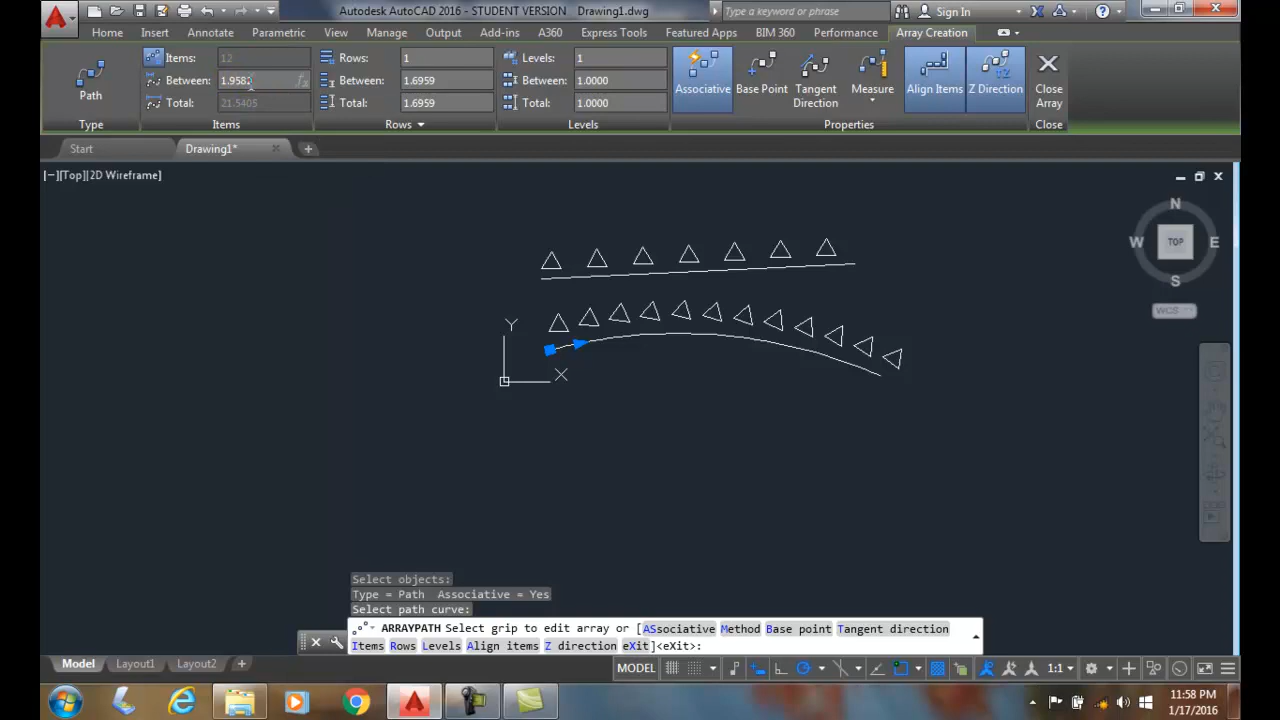 Autodesk AutoCAD 2016 - STUDENT VERSION Drawing1.dwg
Type a keyword or phrase
Sign In
Home Insert Annotate Parametric View Manage Output Add-ins A360 Express Tools Featured Apps BIM 360 Performance Array Creation
Path
Type
Items: 12
Between: 1.9582
Total: 21.5405
Items
Rows: 1
Between: 1.6959
Total: 1.6959
Rows
Levels: 1
Between: 1.0000
Total: 1.0000
Levels
Associative
Base Point
Tangent
Direction
Measure
Align Items
Z Direction
Properties
Close
Array
Close
Start
Drawing1*
[−][Top][2D Wireframe]
N
W TOP E
S
WCS
Y
X
Select objects:
Type = Path Associative = Yes
Select path curve:
ARRAYPATH Select grip to edit array or [ASsociative Method Base point Tangent direction
Items Rows Levels Align items Z direction eXit]<eXit>:
Model Layout1 Layout2
MODEL
1:1
11:58 PM
1/17/2016